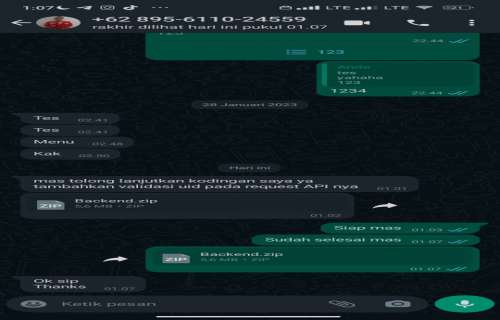 1:07
LTE LTE 21
+62 895-6110-24559
rakhir dilihat hari ini pukul 01.07
22.44
123
Anda
tes
yahaha
123
1234
22.44
28 Januari 2023
Tes 02.41
Tes 02.41
Menu 02.48
Kak 02.50
Hari ini
mas tolong lanjutkan kodingan saya ya
tambahkan validasi uid pada request API nya 01.01
ZIP Backend.zip
5,6 MB • ZIP
01.02
Siap mas 01.03
Sudah selesai mas 01.07
ZIP Backend.zip
5,6 MB • ZIP
01.07
Ok sip
Thanks 01.07
Ketik pesan